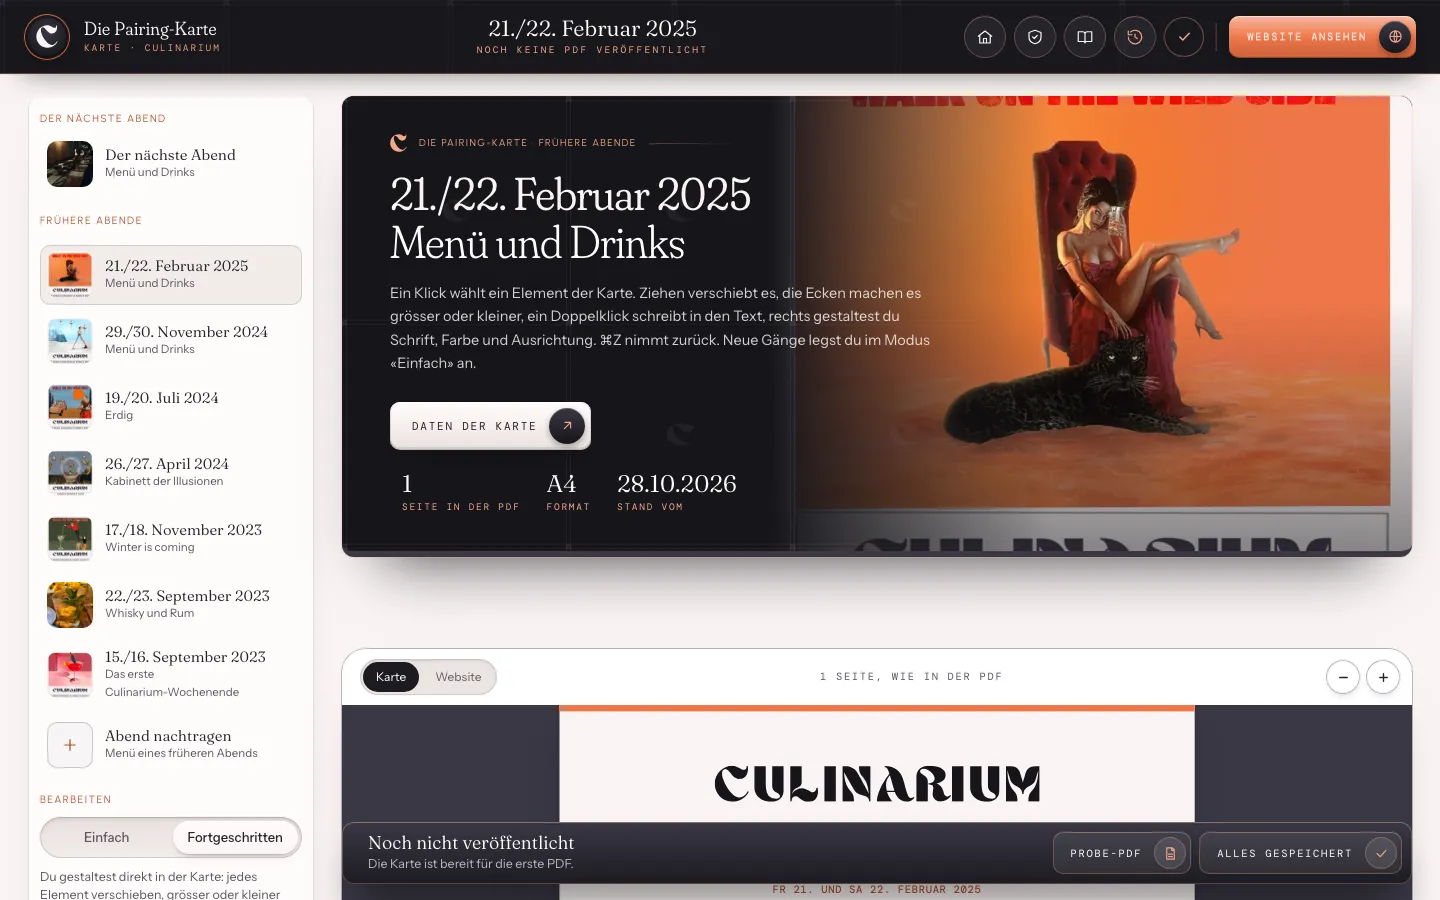 Die Pairing-Karte
KARTE · CULINARIUM
21./22. Februar 2025
NOCH KEINE PDF VERÖFFENTLICHT
WEBSITE ANSEHEN
DER NÄCHSTE ABEND
Der nächste Abend
Menü und Drinks
FRÜHERE ABENDE
21./22. Februar 2025
Menü und Drinks
29./30. November 2024
Menü und Drinks
19./20. Juli 2024
Erdig
26./27. April 2024
Kabinett der Illusionen
17./18. November 2023
Winter is coming
22./23. September 2023
Whisky und Rum
15./16. September 2023
Das erste
Culinarium-Wochenende
Abend nachtragen
Menü eines früheren Abends
BEARBEITEN
Einfach
Fortgeschritten
Du gestaltest direkt in der Karte: jedes
Element verschieben, grösser oder kleiner
DIE PAIRING-KARTE · FRÜHERE ABENDE
21./22. Februar 2025
Menü und Drinks
Ein Klick wählt ein Element der Karte. Ziehen verschiebt es, die Ecken machen es
grösser oder kleiner, ein Doppelklick schreibt in den Text, rechts gestaltest du
Schrift, Farbe und Ausrichtung. ⌘Z nimmt zurück. Neue Gänge legst du im Modus
«Einfach» an.
DATEN DER KARTE
1
SEITE IN DER PDF
A4
FORMAT
28.10.2026
STAND VOM
WALK ON THE WILD SIDE
CULINARIUM
Karte
Website
1 SEITE, WIE IN DER PDF
CULINARIUM
Noch nicht veröffentlicht
Die Karte ist bereit für die erste PDF.
PROBE-PDF
ALLES GESPEICHERT
FR 21. UND SA 22. FEBRUAR 2025